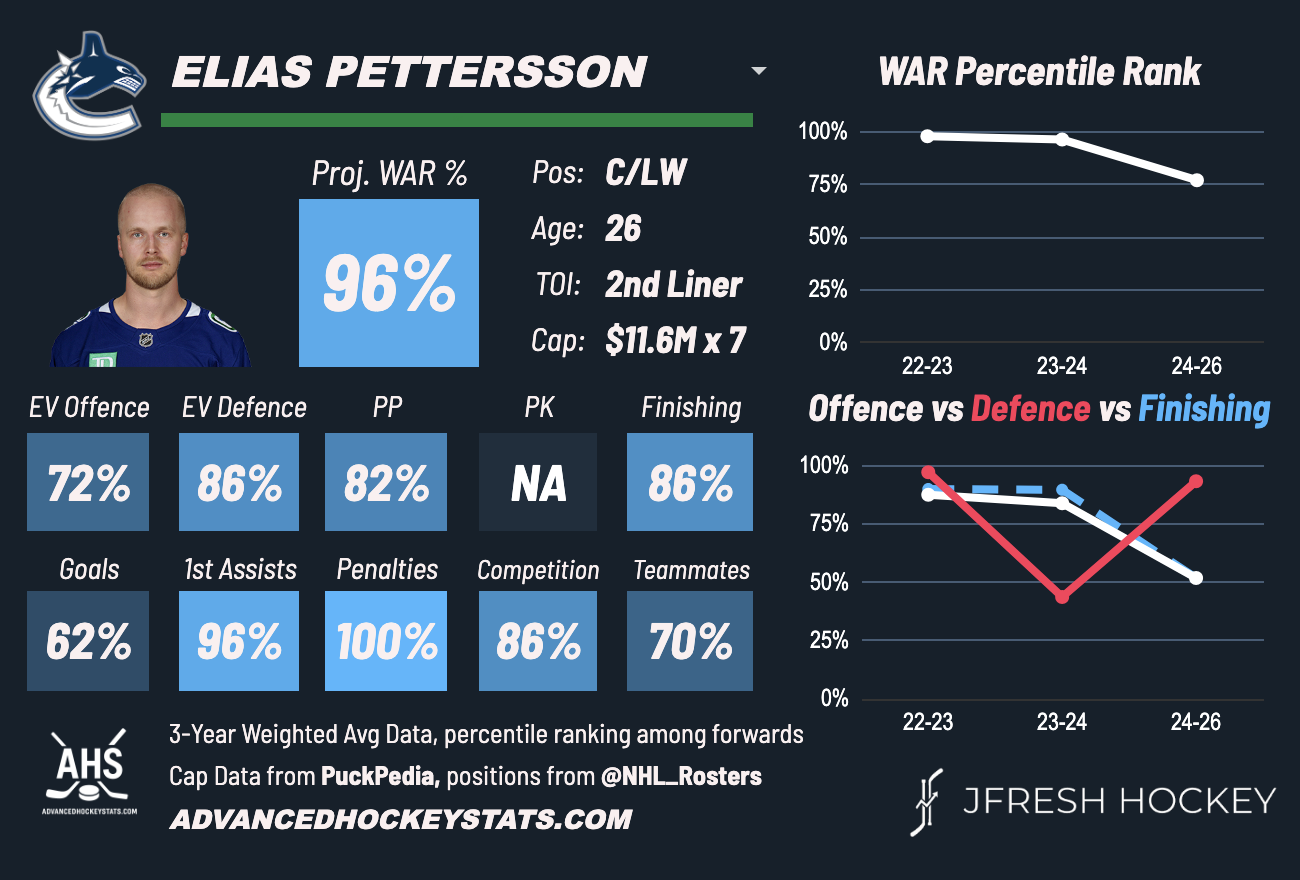 ELIAS PETTERSSON
Proj. WAR %
96%
Pos: C/LW
Age: 26
TOI: 2nd Liner
Cap: $11.6M x 7
EV Offence EV Defence PP PK Finishing
72% 86% 82% NA 86%
Goals 1st Assists Penalties Competition Teammates
62% 96% 100% 86% 70%
WAR Percentile Rank
100%
75%
50%
25%
0%
22-23 23-24 24-26
Offence vs Defence vs Finishing
100%
75%
50%
25%
0%
22-23 23-24 24-26
AHS
ADVANCEDHOCKEYSTATS.COM
3-Year Weighted Avg Data, percentile ranking among forwards
Cap Data from PuckPedia, positions from @NHL_Rosters
ADVANCEDHOCKEYSTATS.COM
JFRESH HOCKEY